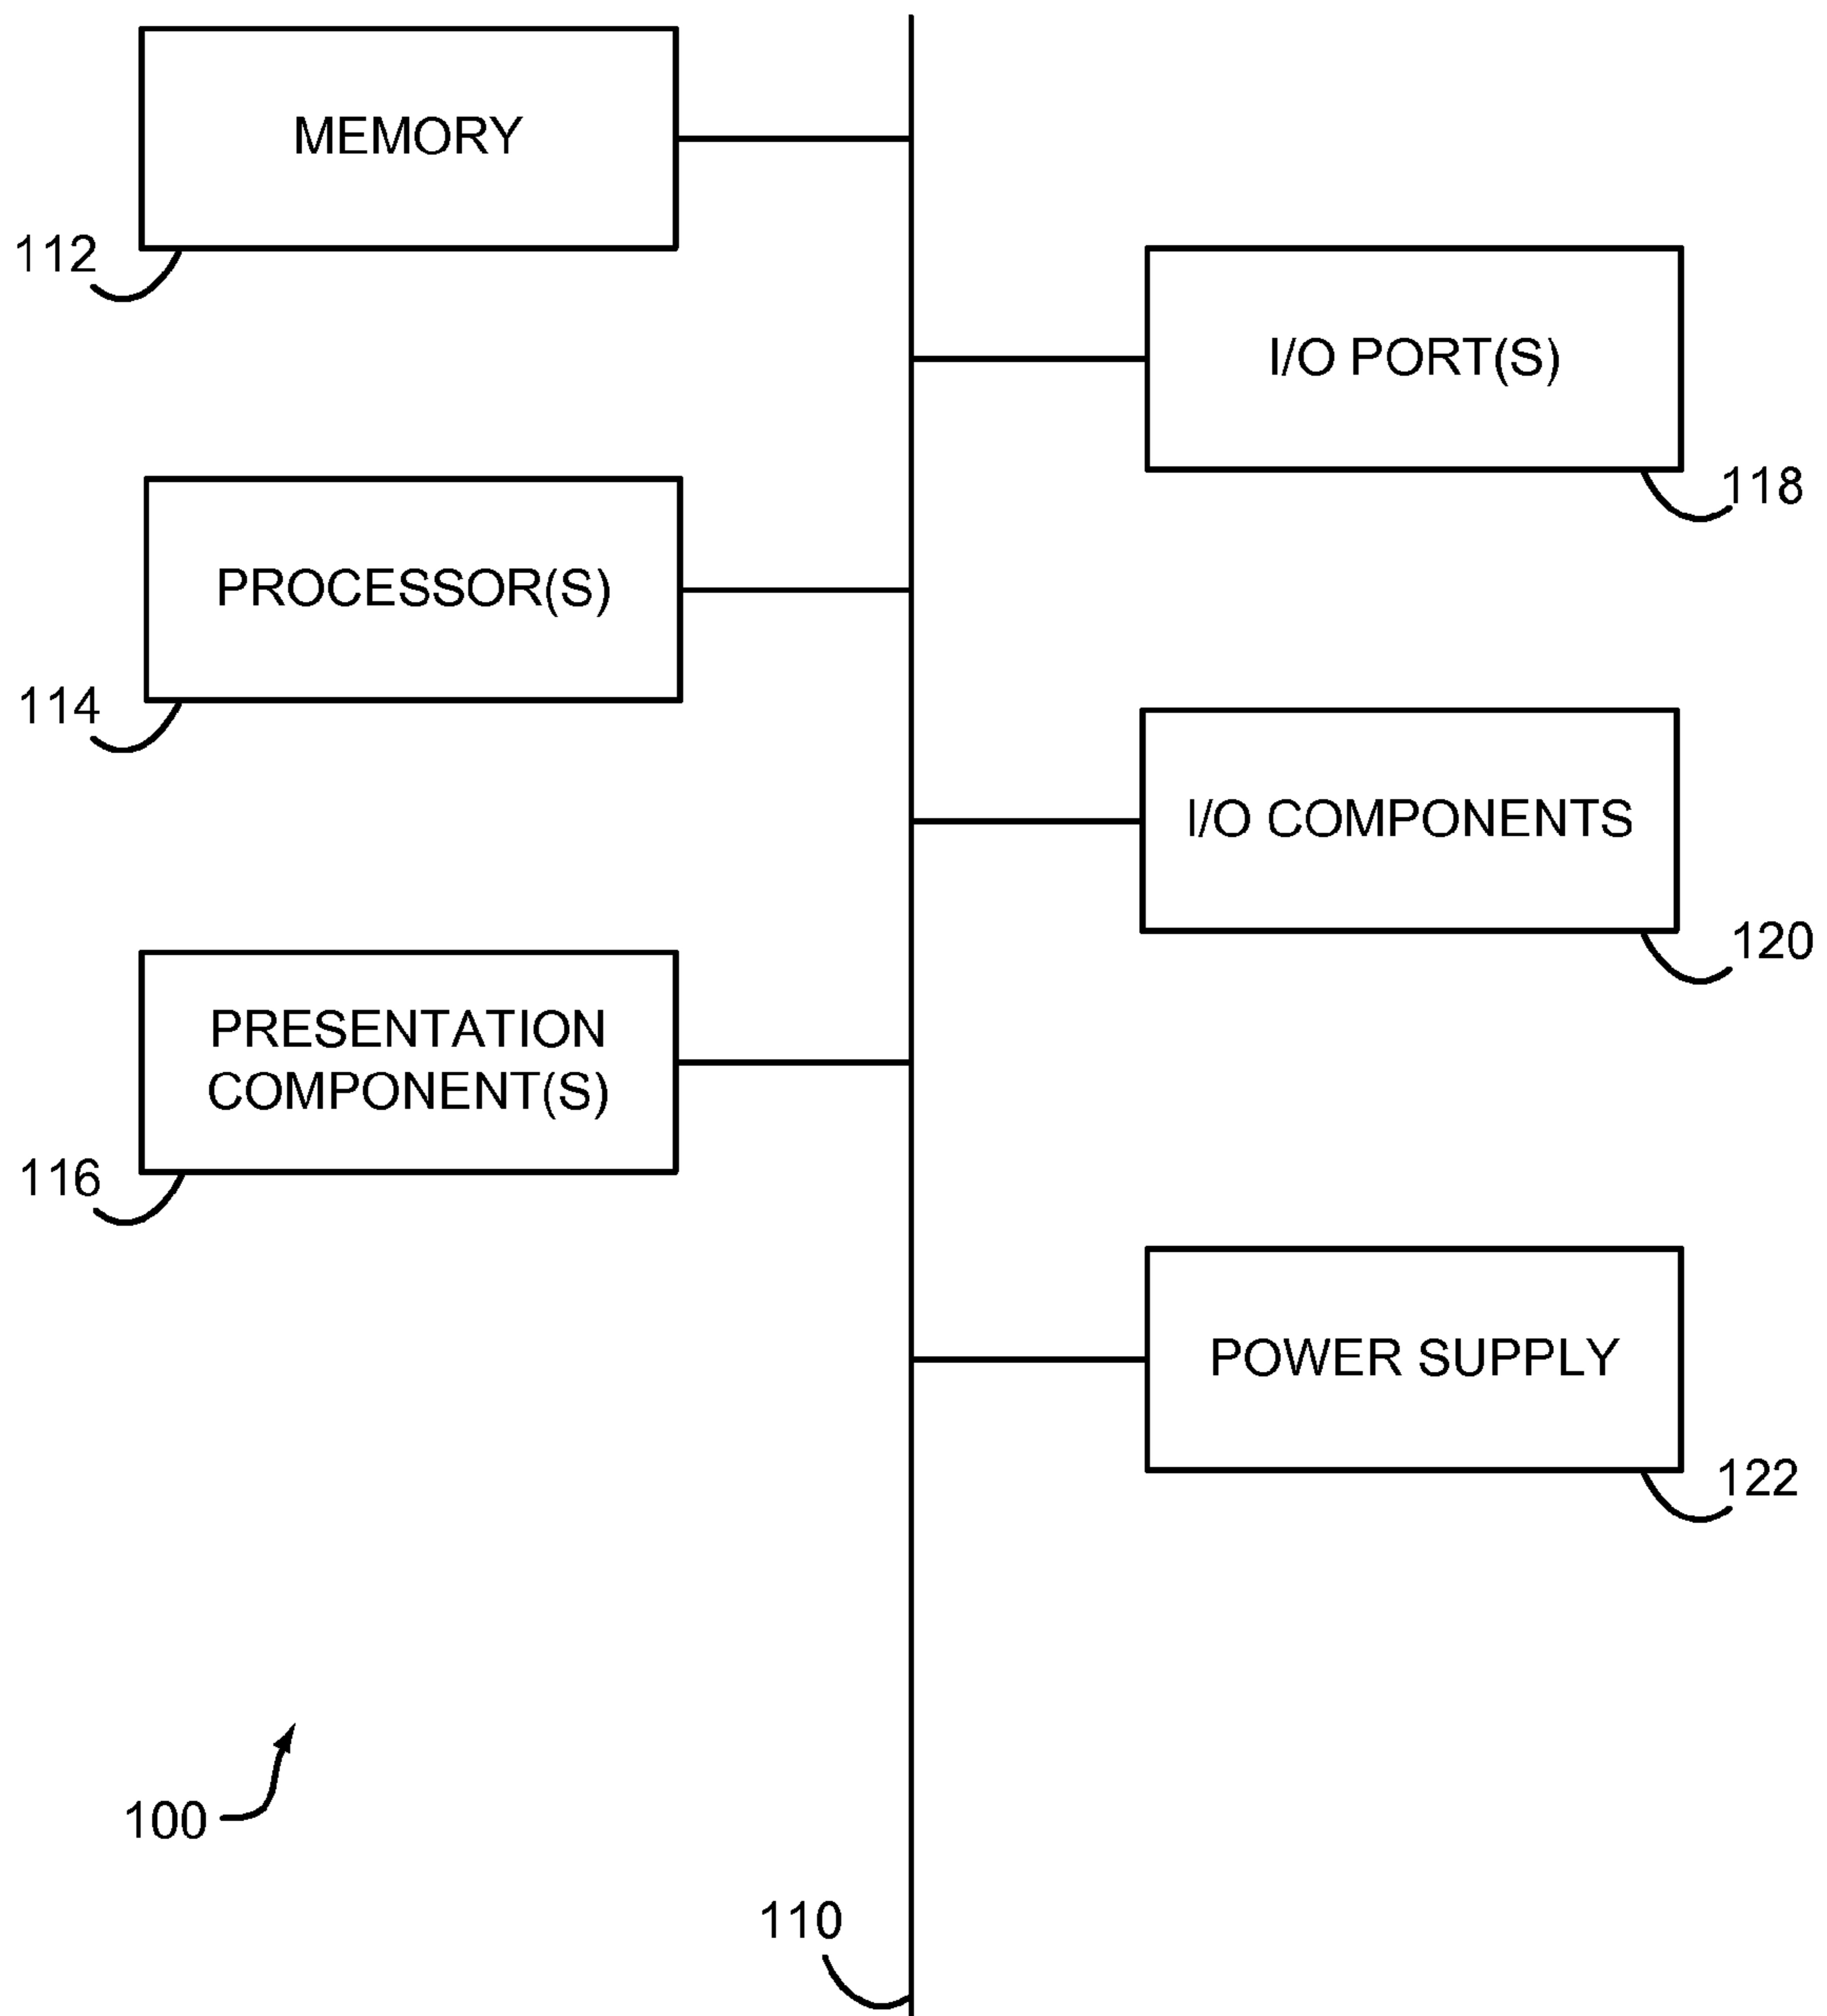 MEMORY
112
I/O PORT(S)
118
PROCESSOR(S)
114
I/O COMPONENTS
120
PRESENTATION
COMPONENT(S)
116
POWER SUPPLY
122
100
110